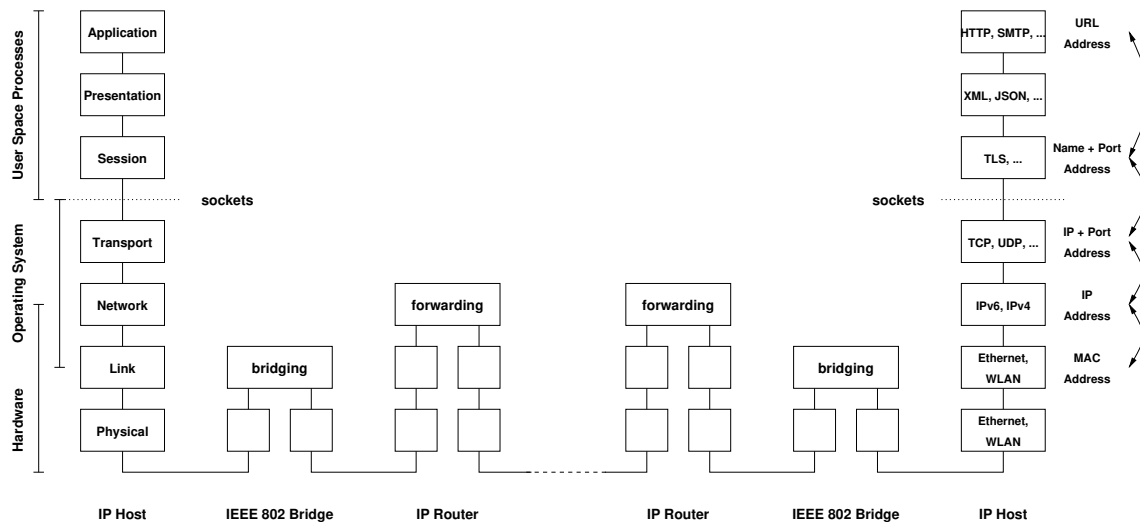 User Space Processes
Operating System
Hardware
Application
Presentation
Session
sockets
Transport
Network
Link
Physical
bridging
forwarding
forwarding
bridging
HTTP, SMTP, ...
XML, JSON, ...
TLS, ...
sockets
TCP, UDP, ...
IPv6, IPv4
Ethernet,
WLAN
Ethernet,
WLAN
URL
Address
Name + Port
Address
IP + Port
Address
IP
Address
MAC
Address
IP Host
IEEE 802 Bridge
IP Router
IP Router
IEEE 802 Bridge
IP Host